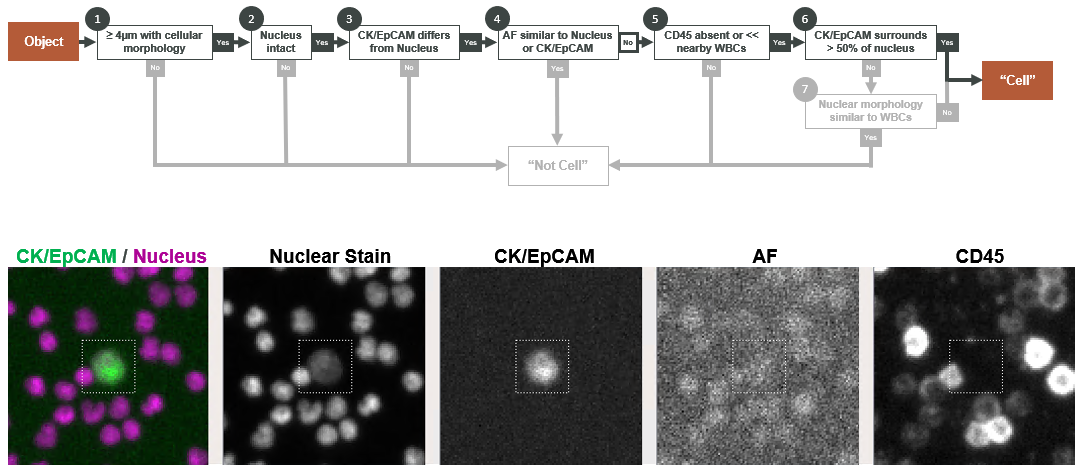 Object
1
≥ 4μm with cellular
morphology
Yes
No
2
Nucleus
intact
Yes
No
3
CK/EpCAM differs
from Nucleus
Yes
No
4
AF similar to Nucleus
or CK/EpCAM
No
Yes
5
CD45 absent or <<
nearby WBCs
Yes
No
6
CK/EpCAM surrounds
> 50% of nucleus
Yes
No
7
Nuclear morphology
similar to WBCs
No
Yes
“Cell”
“Not Cell”
CK/EpCAM / Nucleus
Nuclear Stain
CK/EpCAM
AF
CD45